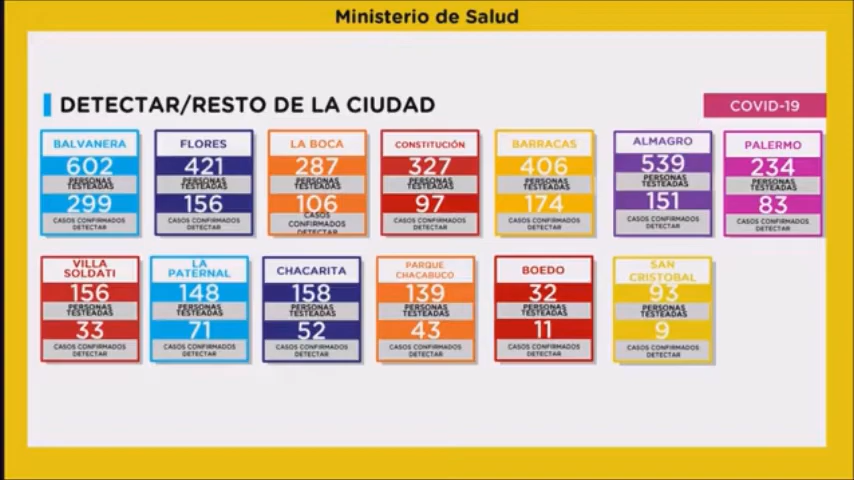 Ministerio de Salud
DETECTAR/RESTO DE LA CIUDAD
COVID-19
BALVANERA
602
PERSONAS
TESTEADAS
299
CASOS CONFIRMADOS
DETECTAR
FLORES
421
PERSONAS
TESTEADAS
156
CASOS CONFIRMADOS
DETECTAR
LA BOCA
287
PERSONAS
TESTEADAS
106
CASOS
CONFIRMADOS
DETECTAR
CONSTITUCIÓN
327
PERSONAS
TESTEADAS
97
CASOS CONFIRMADOS
DETECTAR
BARRACAS
406
PERSONAS
TESTEADAS
174
CASOS CONFIRMADOS
DETECTAR
ALMAGRO
539
PERSONAS
TESTEADAS
151
CASOS CONFIRMADOS
DETECTAR
PALERMO
234
PERSONAS
TESTEADAS
83
CASOS CONFIRMADOS
DETECTAR
VILLA
SOLDATI
156
PERSONAS
TESTEADAS
33
CASOS CONFIRMADOS
DETECTAR
LA
PATERNAL
148
PERSONAS
TESTEADAS
71
CASOS CONFIRMADOS
DETECTAR
CHACARITA
158
PERSONAS
TESTEADAS
52
CASOS CONFIRMADOS
DETECTAR
PARQUE
CHACABUCO
139
PERSONAS
TESTEADAS
43
CASOS CONFIRMADOS
DETECTAR
BOEDO
32
PERSONAS
TESTEADAS
11
CASOS CONFIRMADOS
DETECTAR
SAN
CRISTOBAL
93
PERSONAS
TESTEADAS
9
CASOS CONFIRMADOS
DETECTAR